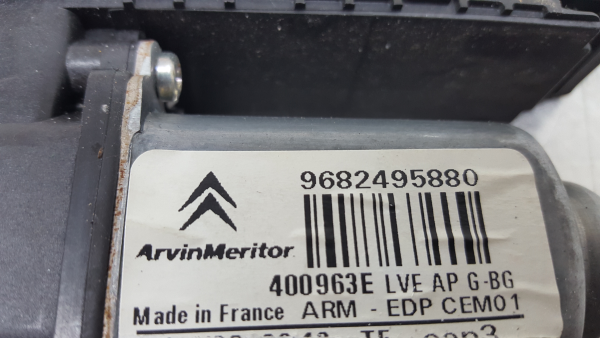 9682495880
ArvinMeritor
400963E LVE AP G-BG
Made in France ARM - EDP CEM01